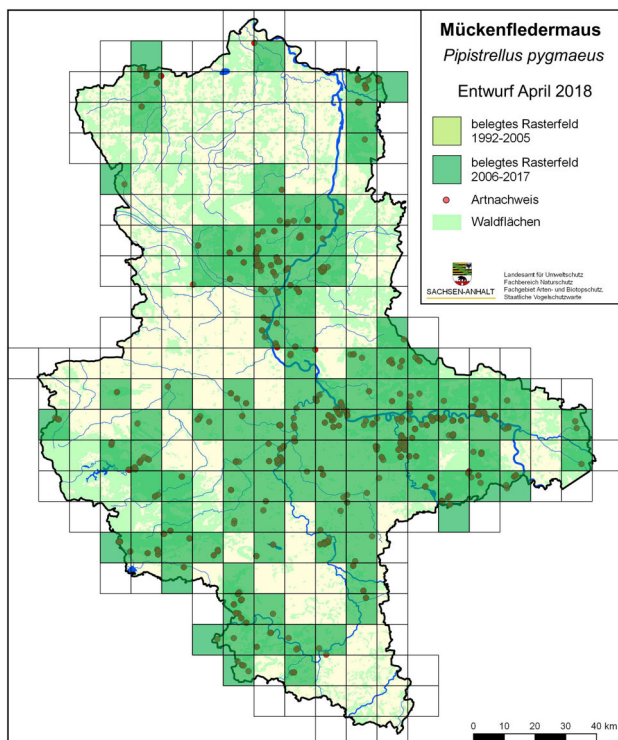 Mückenfledermaus
Pipistrellus pygmaeus
Entwurf April 2018
belegtes Rasterfeld
1992-2005
belegtes Rasterfeld
2006-2017
Artnachweis
Waldflächen
SACHSEN-ANHALT
Landesamt für Umweltschutz
Fachbereich Naturschutz
Fachgebiet Arten- und Biotopschutz,
Staatliche Vogelschutzwarte
0 10 20 30 40 km